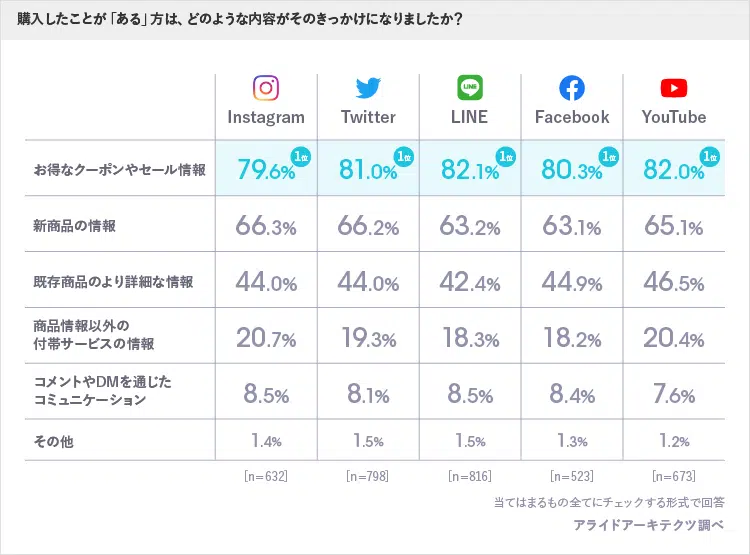 購入したことが「ある」方は、どのような内容がそのきっかけになりましたか？
Instagram Twitter LINE Facebook YouTube
お得なクーポンやセール情報 79.6% 1位 81.0% 1位 82.1% 1位 80.3% 1位 82.0% 1位
新商品の情報 66.3% 66.2% 63.2% 63.1% 65.1%
既存商品のより詳細な情報 44.0% 44.0% 42.4% 44.9% 46.5%
商品情報以外の
付帯サービスの情報 20.7% 19.3% 18.3% 18.2% 20.4%
コメントやDMを通じた
コミュニケーション 8.5% 8.1% 8.5% 8.4% 7.6%
その他 1.4% 1.5% 1.5% 1.3% 1.2%
[n=632] [n=798] [n=816] [n=523] [n=673]
当てはまるもの全てにチェックする形式で回答
アライドアーキテクツ調べ